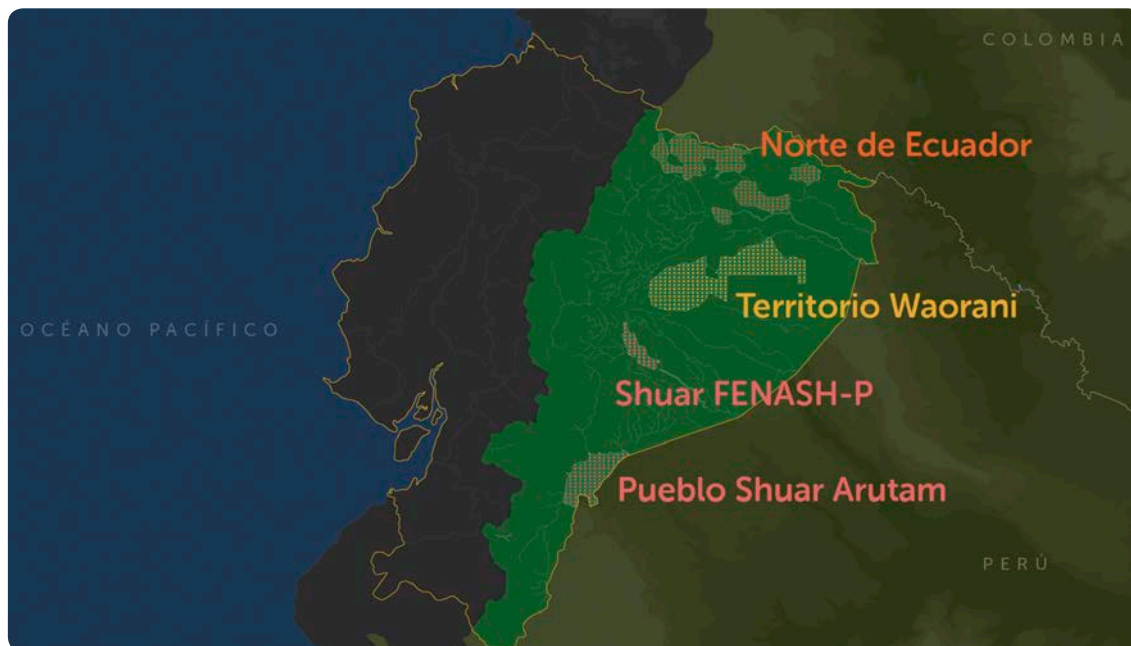 COLOMBIA
Norte de Ecuador
Territorio Waorani
OCÉANO PACÍFICO
Shuar FENASH-P
Pueblo Shuar Arutam
PERÚ